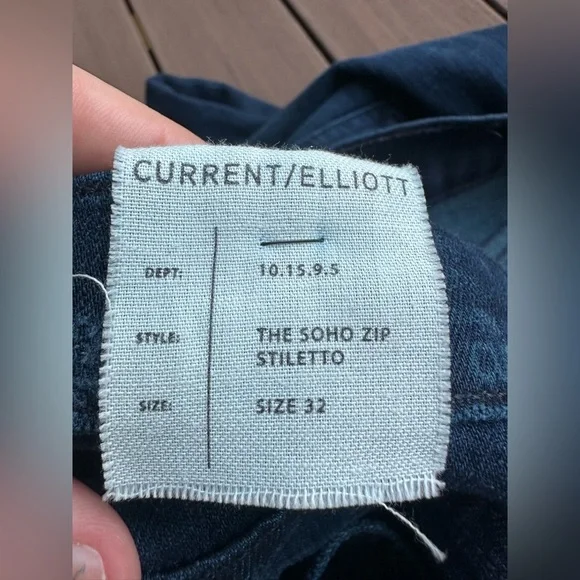 CURRENT/ELLIOTT
DEPT: 10.15.9.5
STYLE: THE SOHO ZIP
STILETTO
SIZE: SIZE 32